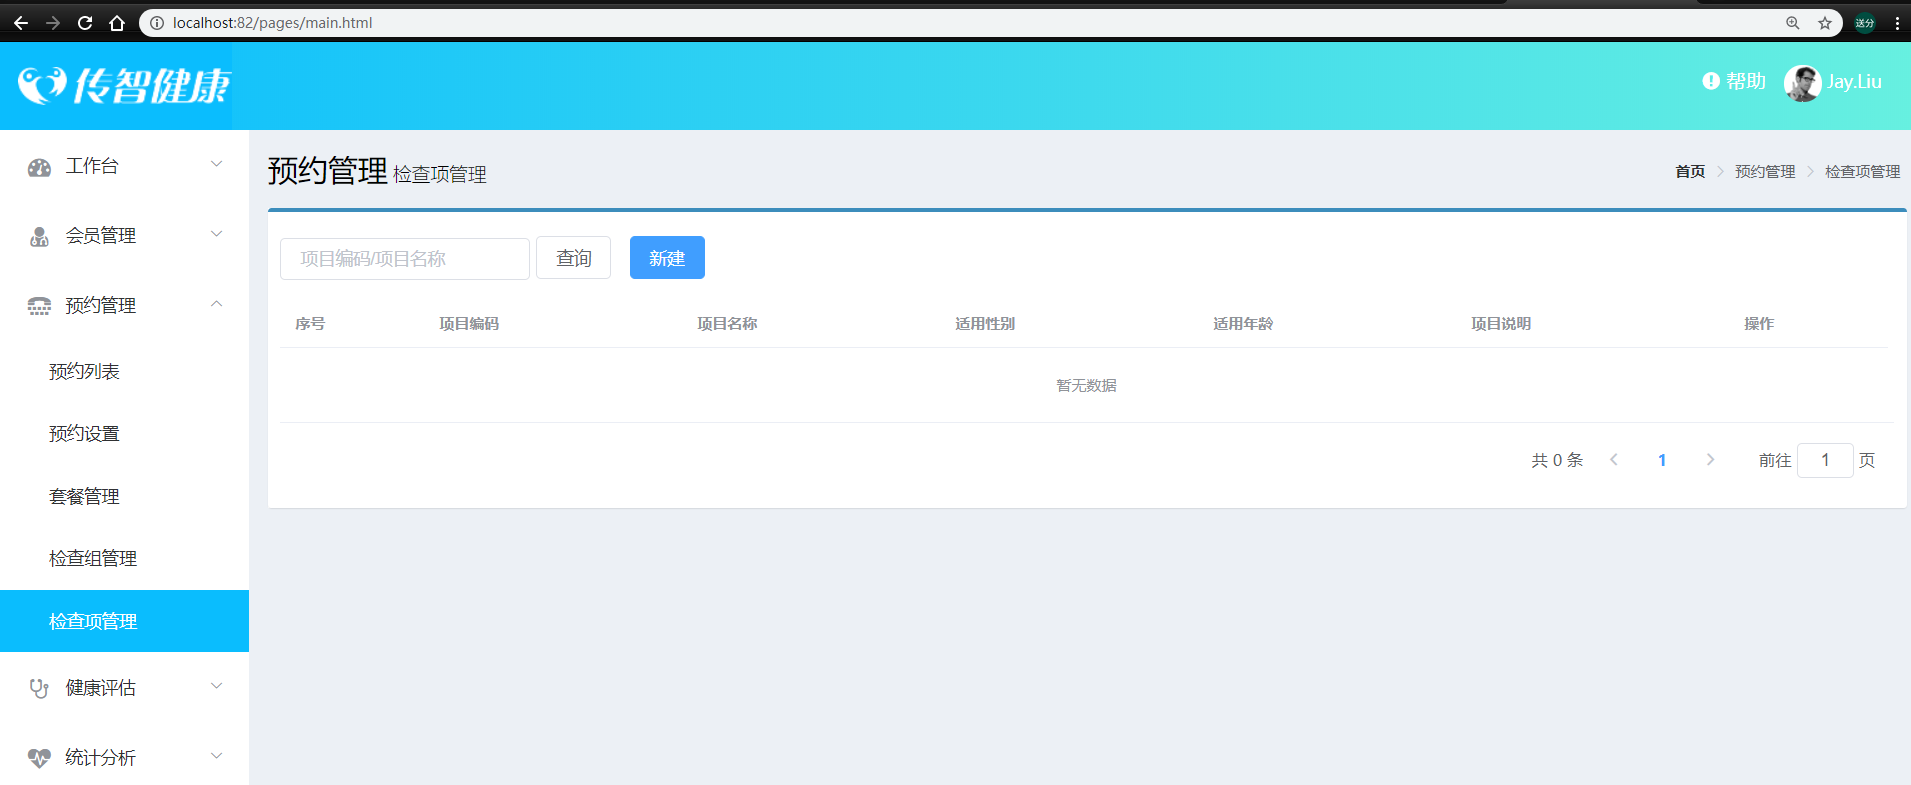 localhost:82/pages/main.html
送分
传智健康
帮助
Jay.Liu
工作台
会员管理
预约管理
预约列表
预约设置
套餐管理
检查组管理
检查项管理
健康评估
统计分析
预约管理 检查项管理
首页 预约管理 检查项管理
项目编码/项目名称 查询 新建
序号 项目编码 项目名称 适用性别 适用年龄 项目说明 操作
暂无数据
共 0 条 1 前往 1 页